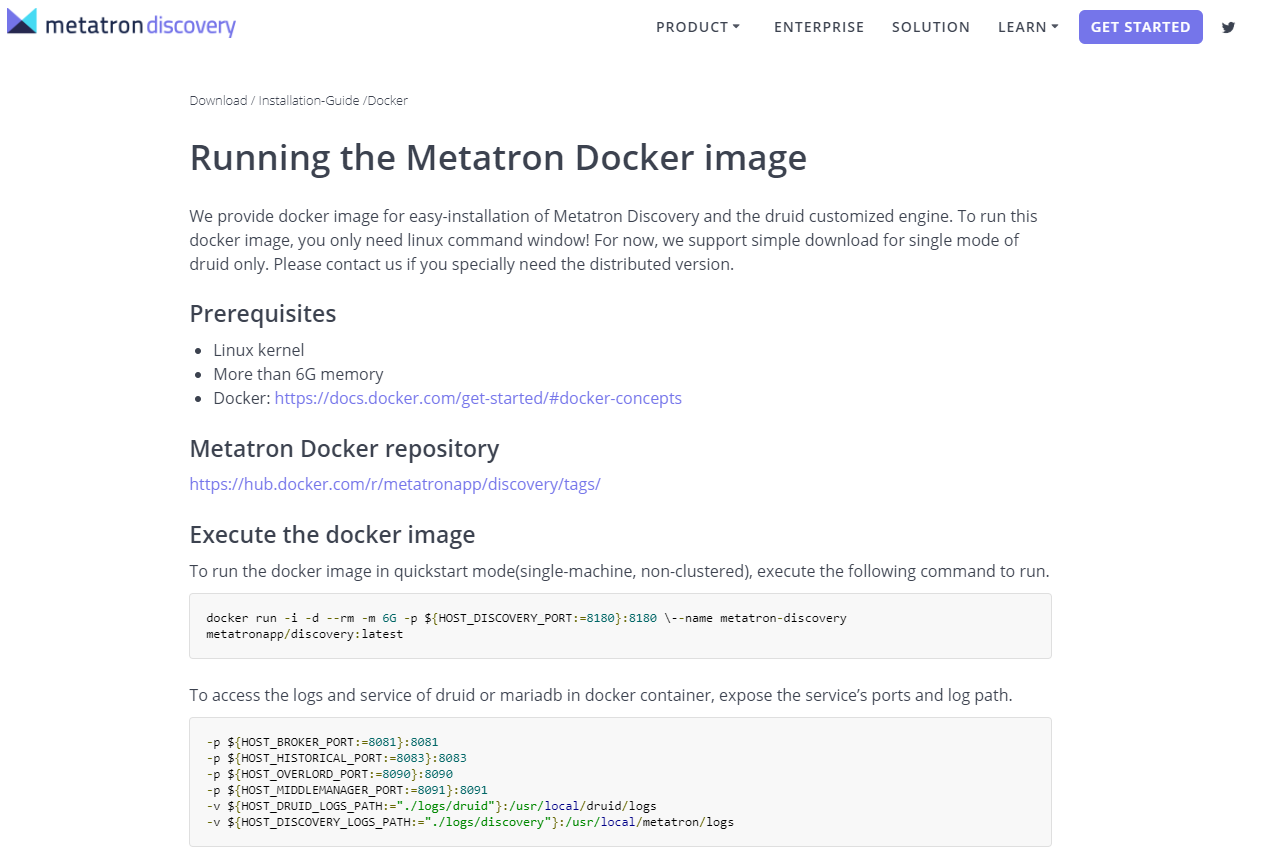 metatron discovery
PRODUCT ENTERPRISE SOLUTION LEARN GET STARTED
Download / Installation-Guide /Docker
Running the Metatron Docker image
We provide docker image for easy-installation of Metatron Discovery and the druid customized engine. To run this
docker image, you only need linux command window! For now, we support simple download for single mode of
druid only. Please contact us if you specially need the distributed version.
Prerequisites
• Linux kernel
• More than 6G memory
• Docker: https://docs.docker.com/get-started/#docker-concepts
Metatron Docker repository
https://hub.docker.com/r/metatronapp/discovery/tags/
Execute the docker image
To run the docker image in quickstart mode(single-machine, non-clustered), execute the following command to run.
docker run -i -d --rm -m 6G -p ${HOST_DISCOVERY_PORT:=8180}:8180 \--name metatron-discovery
metatronapp/discovery:latest
To access the logs and service of druid or mariadb in docker container, expose the service’s ports and log path.
-p ${HOST_BROKER_PORT:=8081}:8081
-p ${HOST_HISTORICAL_PORT:=8083}:8083
-p ${HOST_OVERLORD_PORT:=8090}:8090
-p ${HOST_MIDDLEMANAGER_PORT:=8091}:8091
-v ${HOST_DRUID_LOGS_PATH:="./logs/druid"}:/usr/local/druid/logs
-v ${HOST_DISCOVERY_LOGS_PATH:="./logs/discovery"}:/usr/local/metatron/logs